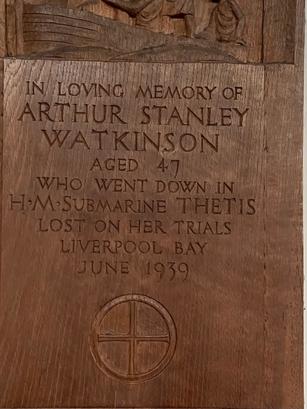 IN LOVING MEMORY OF
ARTHUR STANLEY
WATKINSON
AGED 47
WHO WENT DOWN IN
H·M·SUBMARINE THETIS
LOST ON HER TRIALS
LIVERPOOL BAY
JUNE 1939